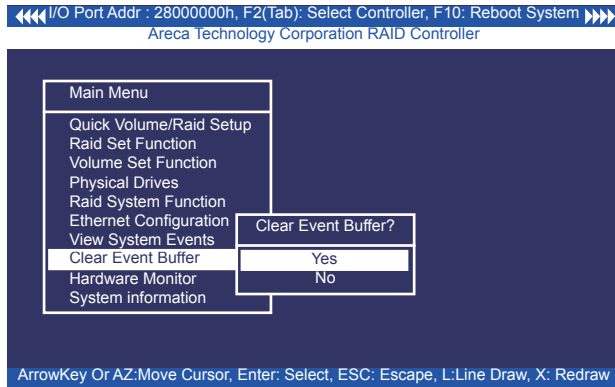 I/O Port Addr : 28000000h, F2(Tab): Select Controller, F10: Reboot System
Areca Technology Corporation RAID Controller
Main Menu
Quick Volume/Raid Setup
Raid Set Function
Volume Set Function
Physical Drives
Raid System Function
Ethernet Configuration
View System Events
Clear Event Buffer
Hardware Monitor
System information
Clear Event Buffer?
Yes
No
ArrowKey Or AZ:Move Cursor, Enter: Select, ESC: Escape, L:Line Draw, X: Redraw